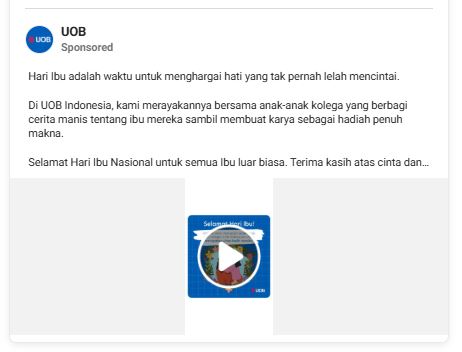 UOB
UOB
Sponsored
Hari Ibu adalah waktu untuk menghargai hati yang tak pernah lelah mencintai.
Di UOB Indonesia, kami merayakannya bersama anak-anak kolega yang berbagi
cerita manis tentang ibu mereka sambil membuat karya sebagai hadiah penuh
makna.
Selamat Hari Ibu Nasional untuk semua Ibu luar biasa. Terima kasih atas cinta dan...
Selamat Hari Ibu!
UOB